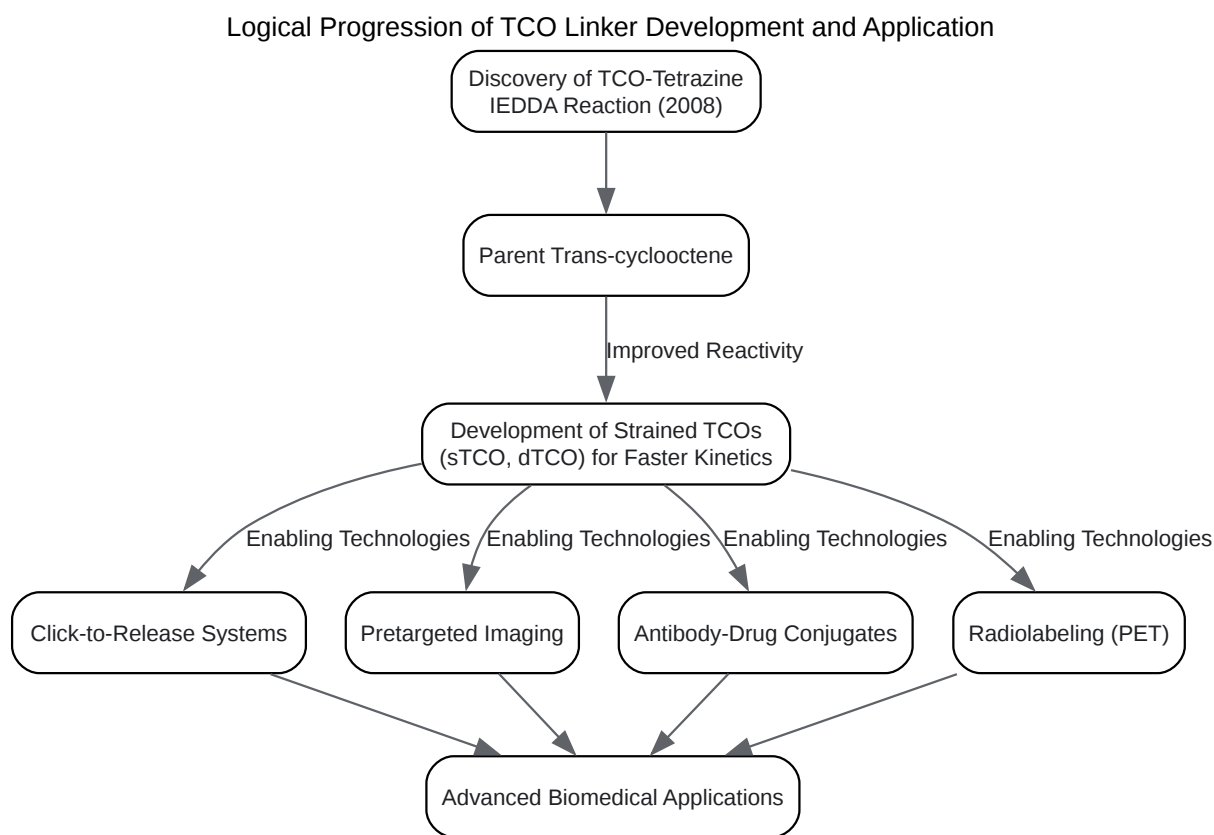 Logical Progression of TCO Linker Development and Application
Discovery of TCO-Tetrazine
IEDDA Reaction (2008)
Parent Trans-cyclooctene
Improved Reactivity
Development of Strained TCOs
(sTCO, dTCO) for Faster Kinetics
Enabling Technologies
Enabling Technologies
Enabling Technologies
Enabling Technologies
Click-to-Release Systems
Pretargeted Imaging
Antibody-Drug Conjugates
Radiolabeling (PET)
Advanced Biomedical Applications